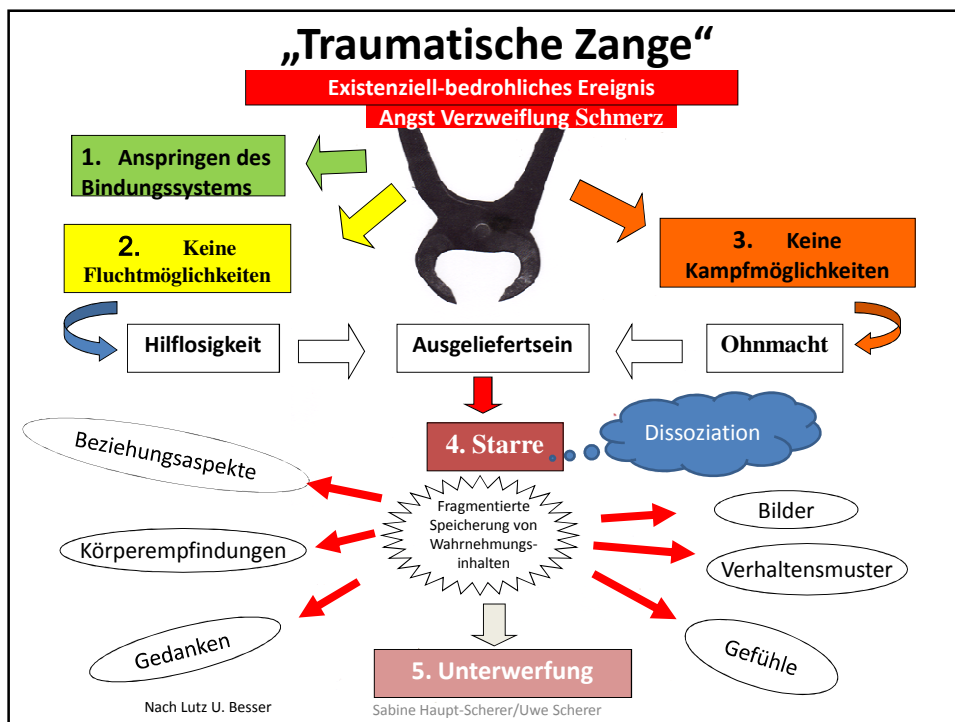 „Traumatische Zange“
Existenziell-bedrohliches Ereignis
Angst Verzweiflung Schmerz
1. Anspringen des
Bindungssystems
2. Keine
Fluchtmöglichkeiten
3. Keine
Kampfmöglichkeiten
Hilflosigkeit
Ausgeliefertsein
Ohnmacht
4. Starre
Dissoziation
Beziehungsaspekte
Fragmentierte
Speicherung von
Wahrnehmungs-
inhalten
Bilder
Körperempfindungen
Verhaltensmuster
Gedanken
Gefühle
5. Unterwerfung
Nach Lutz U. Besser
Sabine Haupt-Scherer/Uwe Scherer